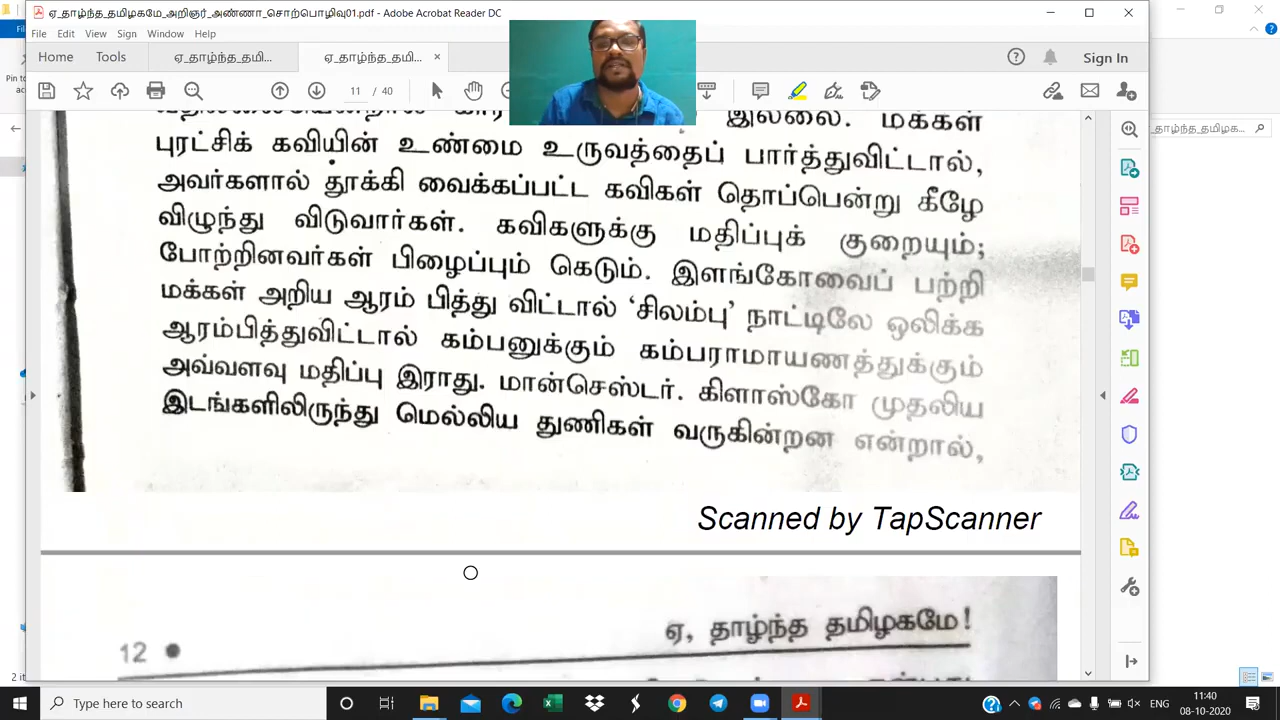 ஏ_தாழ்ந்த_தமிழகமே_அறிஞர்_அண்ணா_சொற்பொழிவு01.pdf - Adobe Acrobat Reader DC
File Edit View Sign Window Help
Home Tools ஏ_தாழ்ந்த_தமி... ஏ_தாழ்ந்த_தமி... × Sign In
11 / 40
இல்லை. மக்கள்
புரட்சிக் கவியின் உண்மை உருவத்தைப் பார்த்துவிட்டால்,
அவர்களால் தூக்கி வைக்கப்பட்ட கவிகள் தொப்பென்று கீழே
விழுந்து விடுவார்கள். கவிகளுக்கு மதிப்புக் குறையும்;
போற்றினவர்கள் பிழைப்பும் கெடும். இளங்கோவைப் பற்றி
மக்கள் அறிய ஆரம் பித்து விட்டால் ‘சிலம்பு’ நாட்டிலே ஒலிக்க
ஆரம்பித்துவிட்டால் கம்பனுக்கும் கம்பராமாயணத்துக்கும்
அவ்வளவு மதிப்பு இராது. மான்செஸ்டர். கிளாஸ்கோ முதலிய
இடங்களிலிருந்து மெல்லிய துணிகள் வருகின்றன என்றால்,
Scanned by TapScanner
12 ஏ, தாழ்ந்த தமிழகமே!
_தாழ்ந்த_தமிழக...
Type here to search
ENG 11:40
08-10-2020